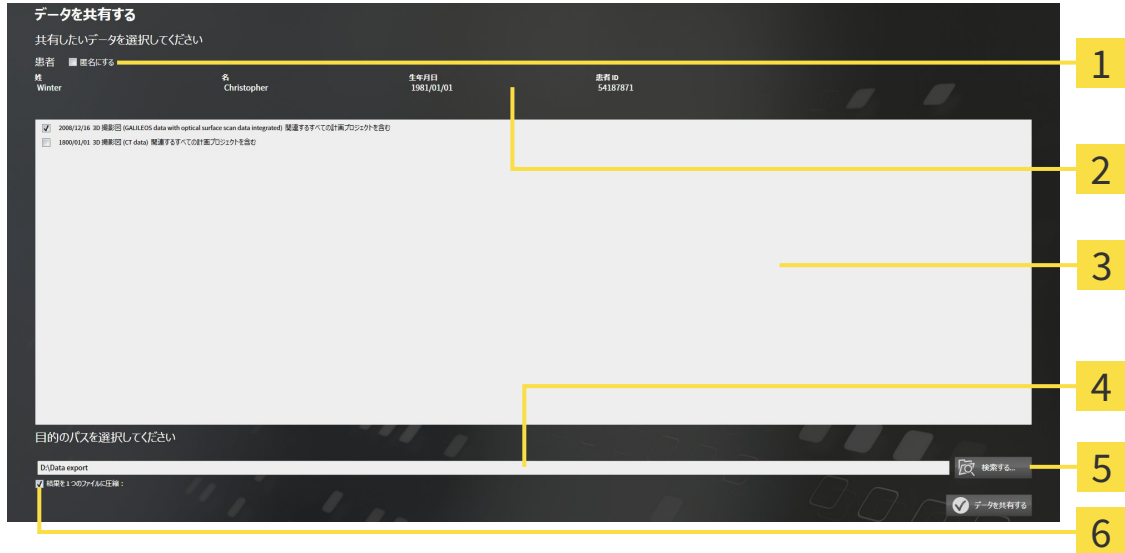 データを共有する
共有したいデータを選択してください
患者 匿名にする
姓 名 生年月日 患者 ID
Winter Christopher 1981/01/01 54187871
2008/12/16 3D 撮影図 (GALILEOS data with optical surface scan data integrated) 関連するすべての計画プロジェクトを含む
1800/01/01 3D 撮影図 (CT data) 関連するすべての計画プロジェクトを含む
目的のパスを選択してください
D:\Data export
検索する...
結果を1つのファイルに圧縮：
データを共有する
1
2
3
4
5
6